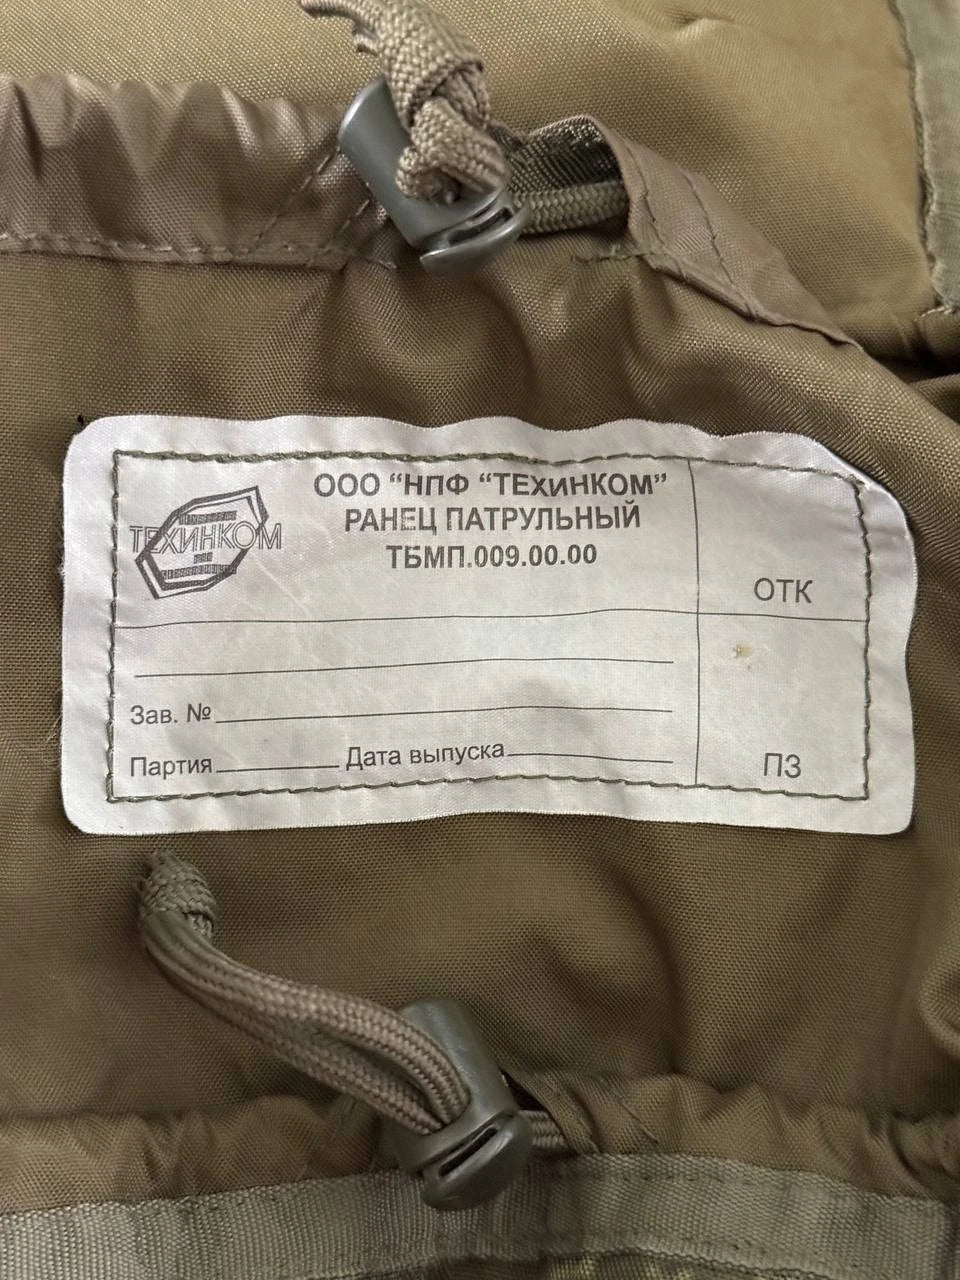 ООО “НПФ “ТЕХИНКОМ”
ТЕХИНКОМ
РАНЕЦ ПАТРУЛЬНЫЙ
ТБМП.009.00.00
ОТК
Зав. №
Партия Дата выпуска
ПЗ